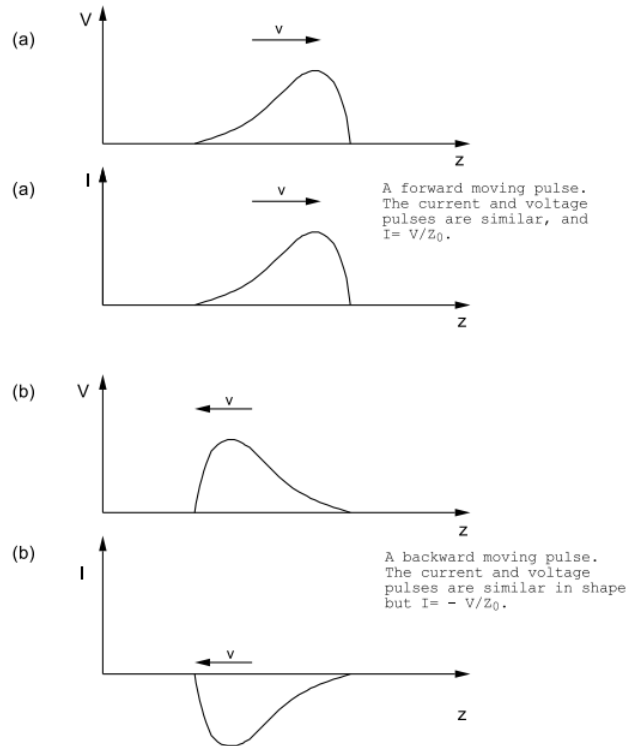 V
(a)
v
z
I
(a)
v
A forward moving pulse.
The current and voltage
pulses are similar, and
I= V/Z0.
z
V
(b)
v
z
(b)
A backward moving pulse.
The current and voltage
pulses are similar in shape
but I= - V/Z0.
I
v
z